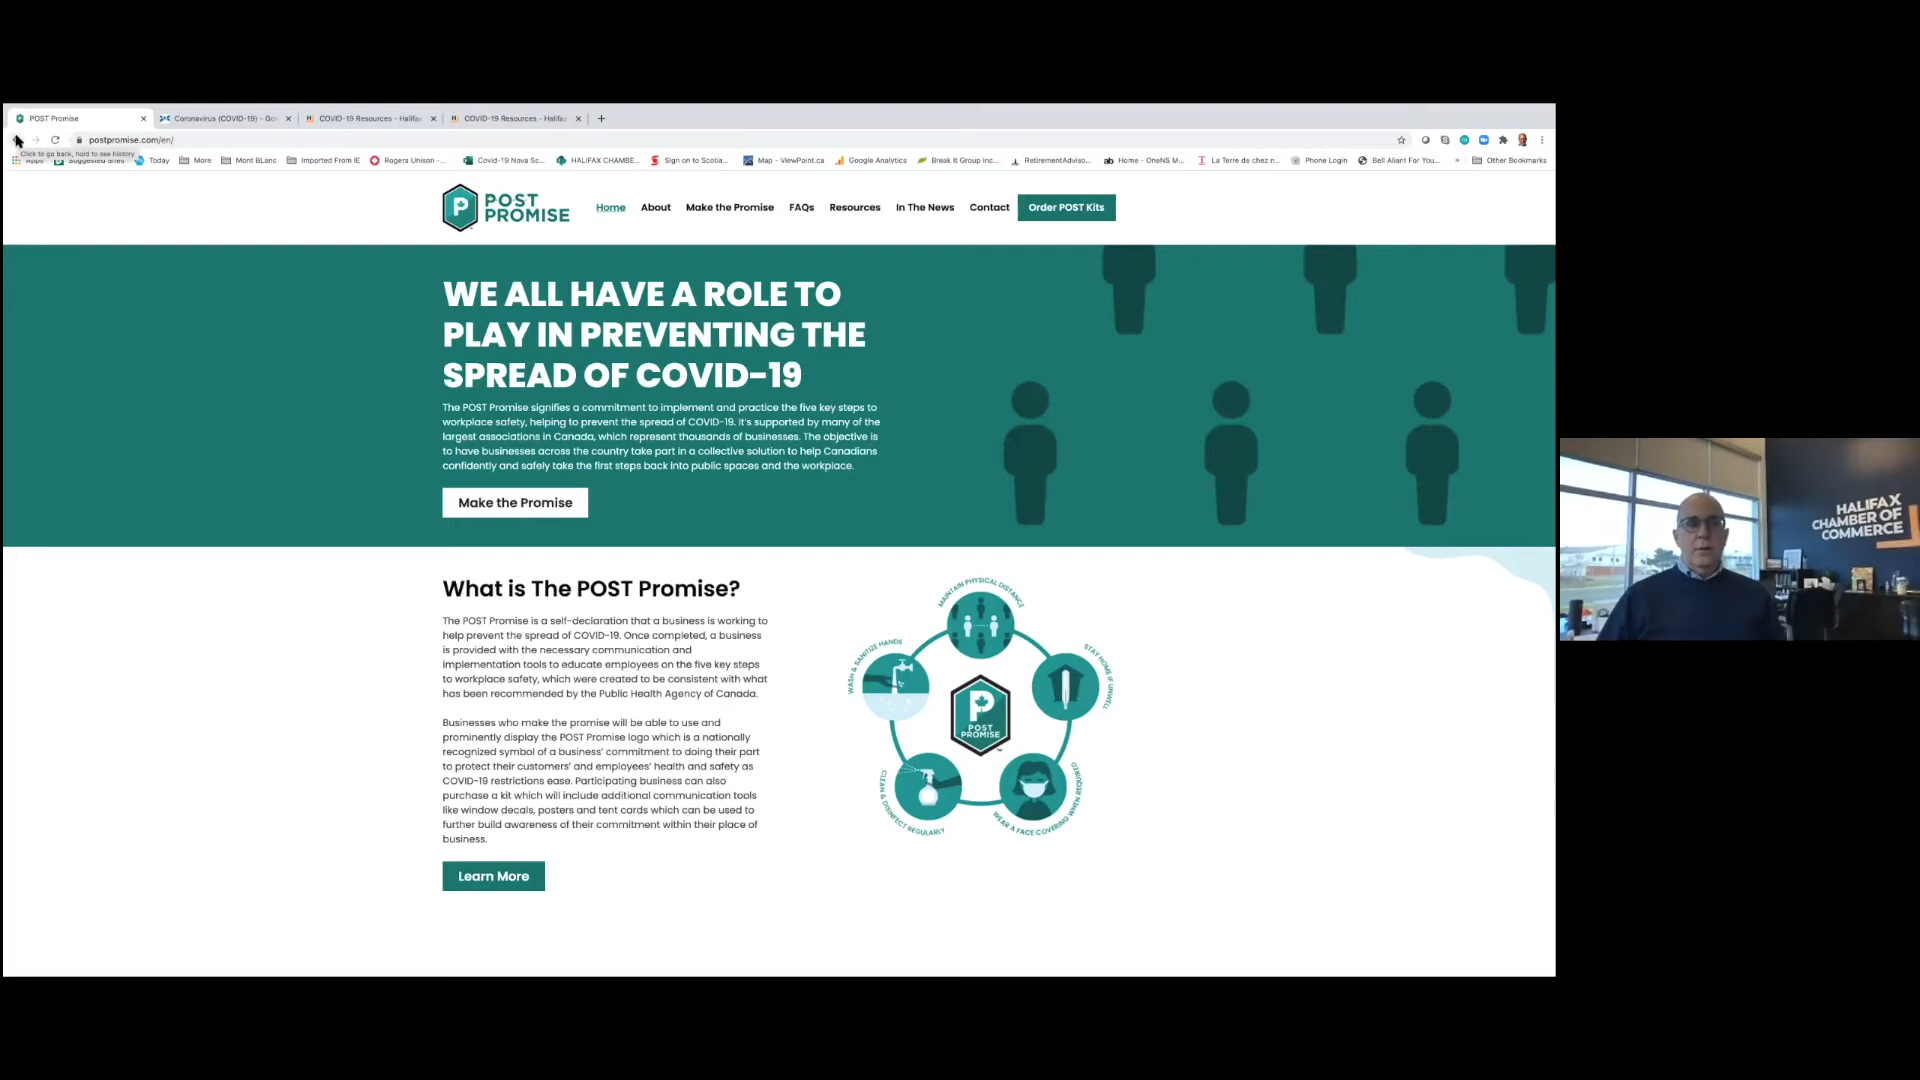 POST Promise
Coronavirus (COVID-19) - Gov
COVID-19 Resources - Halifax
COVID-19 Resources - Halifax
postpromise.com/en/
Click to go back, hold to see history
Apps
Suggested Sites
Today
More
Mont BLanc
Imported From IE
Rogers Unison -...
Covid-19 Nova Sc...
HALIFAX CHAMBE...
Sign on to Scotia...
Map - ViewPoint.ca
Google Analytics
Break It Group Inc...
RetirementAdviso...
Home - OneNS M...
La Terre de chez n...
Phone Login
Bell Aliant For You...
»
Other Bookmarks
POST
PROMISE
Home
About
Make the Promise
FAQs
Resources
In The News
Contact
Order POST Kits
WE ALL HAVE A ROLE TO
PLAY IN PREVENTING THE
SPREAD OF COVID-19
The POST Promise signifies a commitment to implement and practice the five key steps to
workplace safety, helping to prevent the spread of COVID-19. It's supported by many of the
largest associations in Canada, which represent thousands of businesses. The objective is
to have businesses across the country take part in a collective solution to help Canadians
confidently and safely take the first steps back into public spaces and the workplace.
Make the Promise
What is The POST Promise?
The POST Promise is a self-declaration that a business is working to
help prevent the spread of COVID-19. Once completed, a business
is provided with the necessary communication and
implementation tools to educate employees on the five key steps
to workplace safety, which were created to be consistent with what
has been recommended by the Public Health Agency of Canada.
Businesses who make the promise will be able to use and
prominently display the POST Promise logo which is a nationally
recognized symbol of a business' commitment to doing their part
to protect their customers' and employees' health and safety as
COVID-19 restrictions ease. Participating business can also
purchase a kit which will include additional communication tools
like window decals, posters and tent cards which can be used to
further build awareness of their commitment within their place of
business.
Learn More
MAINTAIN PHYSICAL DISTANCE
STAY HOME IF UNWELL
WEAR A FACE COVERING WHEN REQUIRED
CLEAN & DISINFECT REGULARLY
WASH & SANITIZE HANDS
P
POST
PROMISE
HALIFAX
CHAMBER OF
COMMERCE